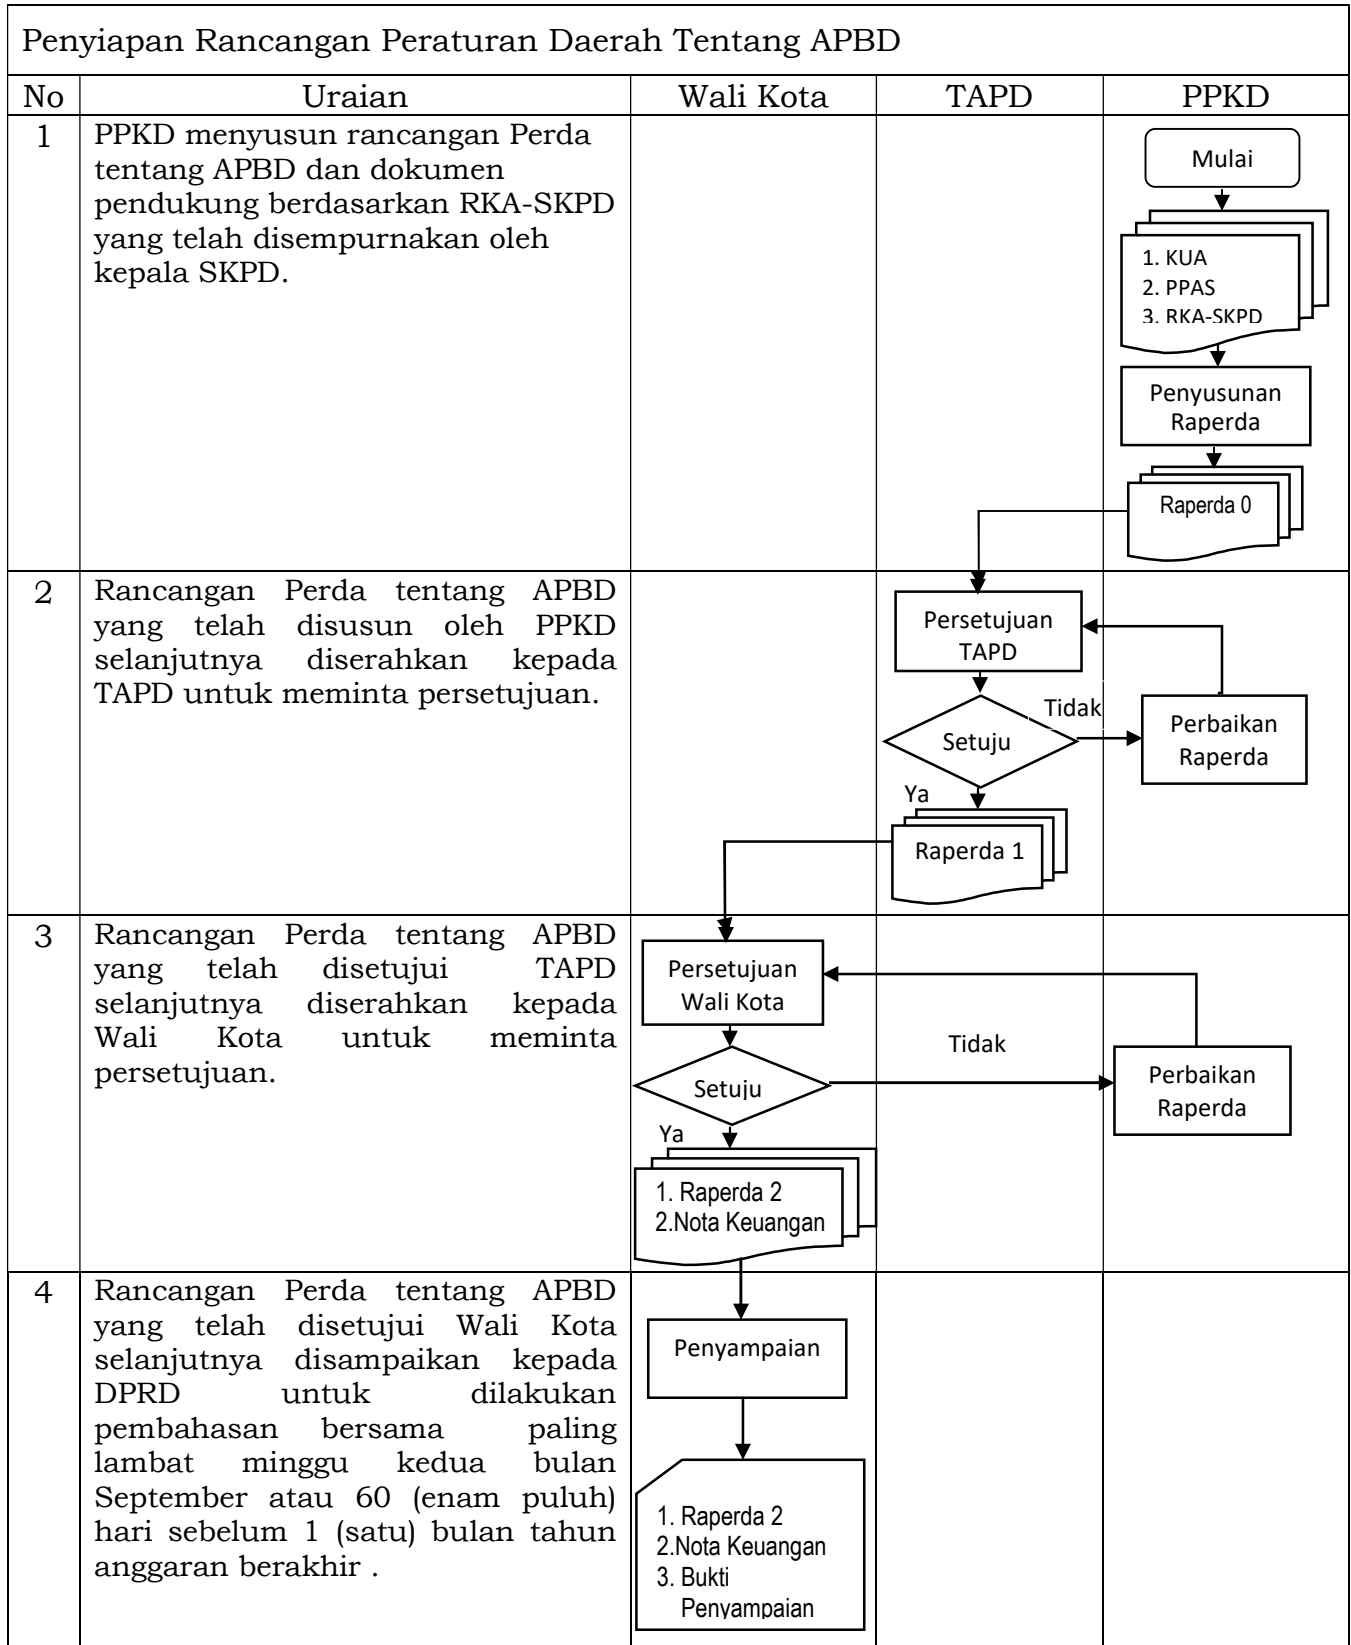 Penyiapan Rancangan Peraturan Daerah Tentang APBD
No Uraian Wali Kota TAPD PPKD
1 PPKD menyusun rancangan Perda
tentang APBD dan dokumen
pendukung berdasarkan RKA-SKPD
yang telah disempurnakan oleh
kepala SKPD.
Mulai
1. KUA
2. PPAS
3. RKA-SKPD
Penyusunan
Raperda
Raperda 0
2 Rancangan Perda tentang APBD
yang telah disusun oleh PPKD
selanjutnya diserahkan kepada
TAPD untuk meminta persetujuan.
Persetujuan
TAPD
Setuju
Tidak
Perbaikan
Raperda
Ya
Raperda 1
3 Rancangan Perda tentang APBD
yang telah disetujui TAPD
selanjutnya diserahkan kepada
Wali Kota untuk meminta
persetujuan.
Persetujuan
Wali Kota
Setuju
Tidak
Perbaikan
Raperda
Ya
1. Raperda 2
2.Nota Keuangan
4 Rancangan Perda tentang APBD
yang telah disetujui Wali Kota
selanjutnya disampaikan kepada
DPRD untuk dilakukan
pembahasan bersama paling
lambat minggu kedua bulan
September atau 60 (enam puluh)
hari sebelum 1 (satu) bulan tahun
anggaran berakhir .
Penyampaian
1. Raperda 2
2.Nota Keuangan
3. Bukti
Penyampaian